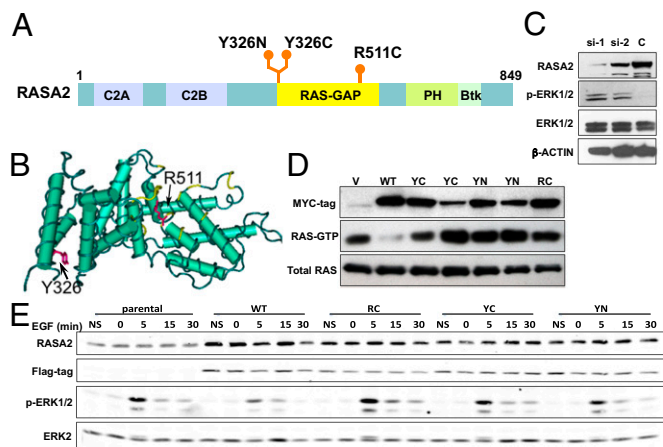 A
Y326N Y326C
R511C
1 849
RASA2 C2A C2B RAS-GAP PH Btk
B
R511
Y326
C
si-1 si-2 C
RASA2
p-ERK1/2
ERK1/2
β-ACTIN
D
V WT YC YC YN YN RC
MYC-tag
RAS-GTP
Total RAS
E
parental WT RC YC YN
EGF (min) NS 0 5 15 30 NS 0 5 15 30 NS 0 5 15 30 NS 0 5 15 30 NS 0 5 15 30
RASA2
Flag-tag
p-ERK1/2
ERK2